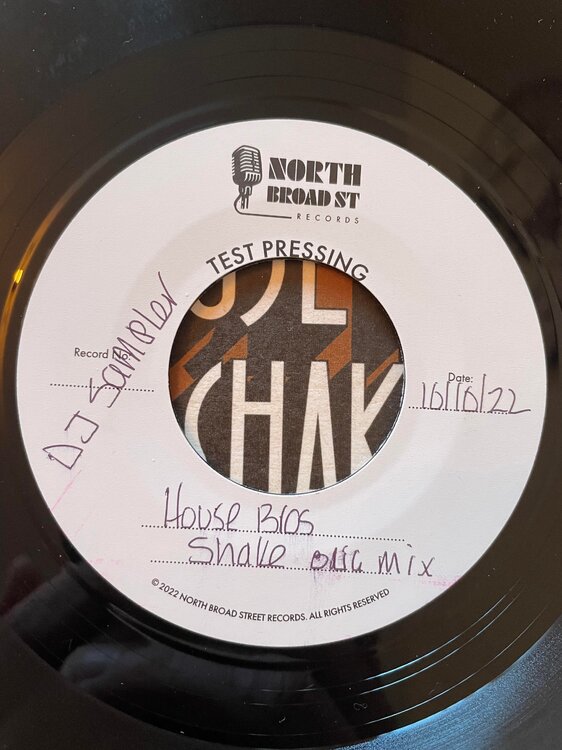 NORTH
BROAD ST
RECORDS
TEST PRESSING
Record No:
DJ Sampler
Date:
10/16/22
House Bros
Shake orig mix
© 2022 NORTH BROAD STREET RECORDS. ALL RIGHTS RESERVED
CHAK